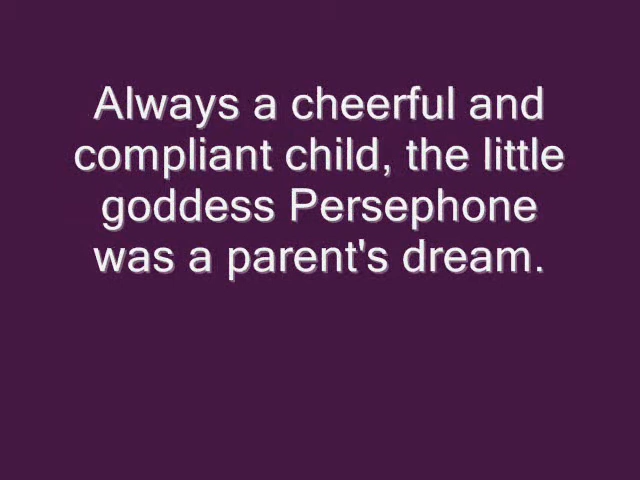 Always a cheerful and
compliant child, the little
goddess Persephone
was a parent's dream.